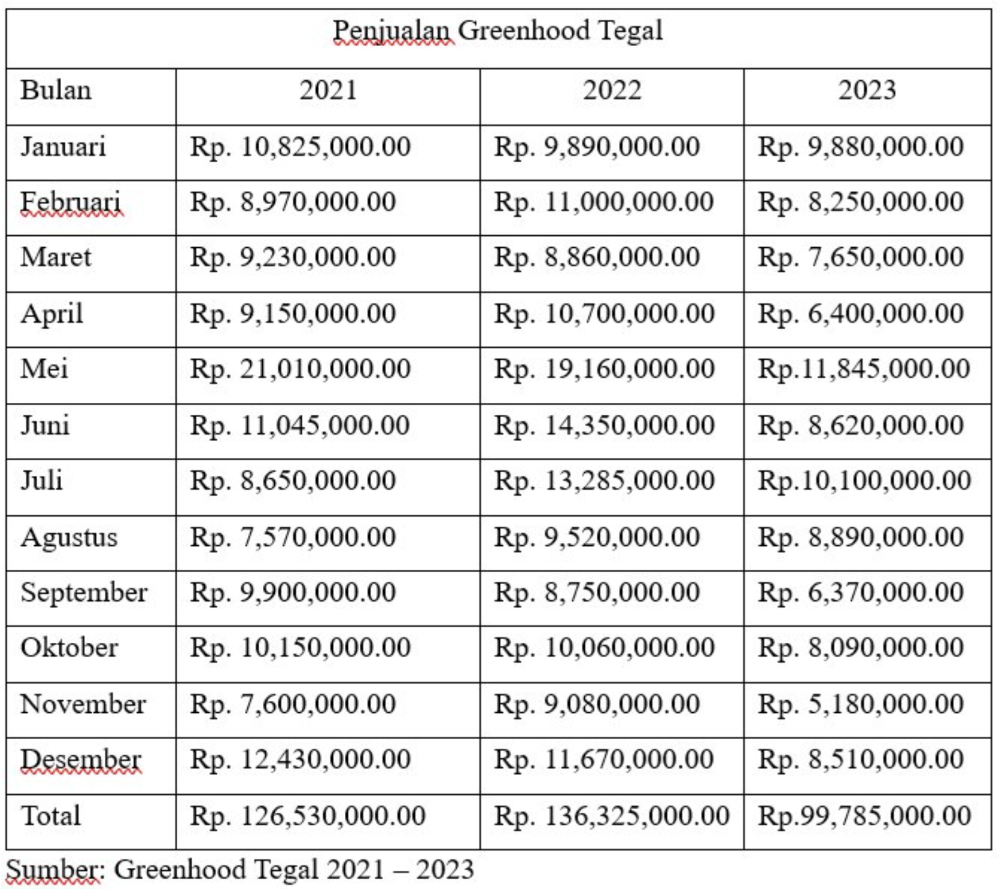 Penjualan Greenhood Tegal
Bulan 2021 2022 2023
Januari Rp. 10,825,000.00 Rp. 9,890,000.00 Rp. 9,880,000.00
Februari Rp. 8,970,000.00 Rp. 11,000,000.00 Rp. 8,250,000.00
Maret Rp. 9,230,000.00 Rp. 8,860,000.00 Rp. 7,650,000.00
April Rp. 9,150,000.00 Rp. 10,700,000.00 Rp. 6,400,000.00
Mei Rp. 21,010,000.00 Rp. 19,160,000.00 Rp.11,845,000.00
Juni Rp. 11,045,000.00 Rp. 14,350,000.00 Rp. 8,620,000.00
Juli Rp. 8,650,000.00 Rp. 13,285,000.00 Rp.10,100,000.00
Agustus Rp. 7,570,000.00 Rp. 9,520,000.00 Rp. 8,890,000.00
September Rp. 9,900,000.00 Rp. 8,750,000.00 Rp. 6,370,000.00
Oktober Rp. 10,150,000.00 Rp. 10,060,000.00 Rp. 8,090,000.00
November Rp. 7,600,000.00 Rp. 9,080,000.00 Rp. 5,180,000.00
Desember Rp. 12,430,000.00 Rp. 11,670,000.00 Rp. 8,510,000.00
Total Rp. 126,530,000.00 Rp. 136,325,000.00 Rp.99,785,000.00
Sumber: Greenhood Tegal 2021 – 2023